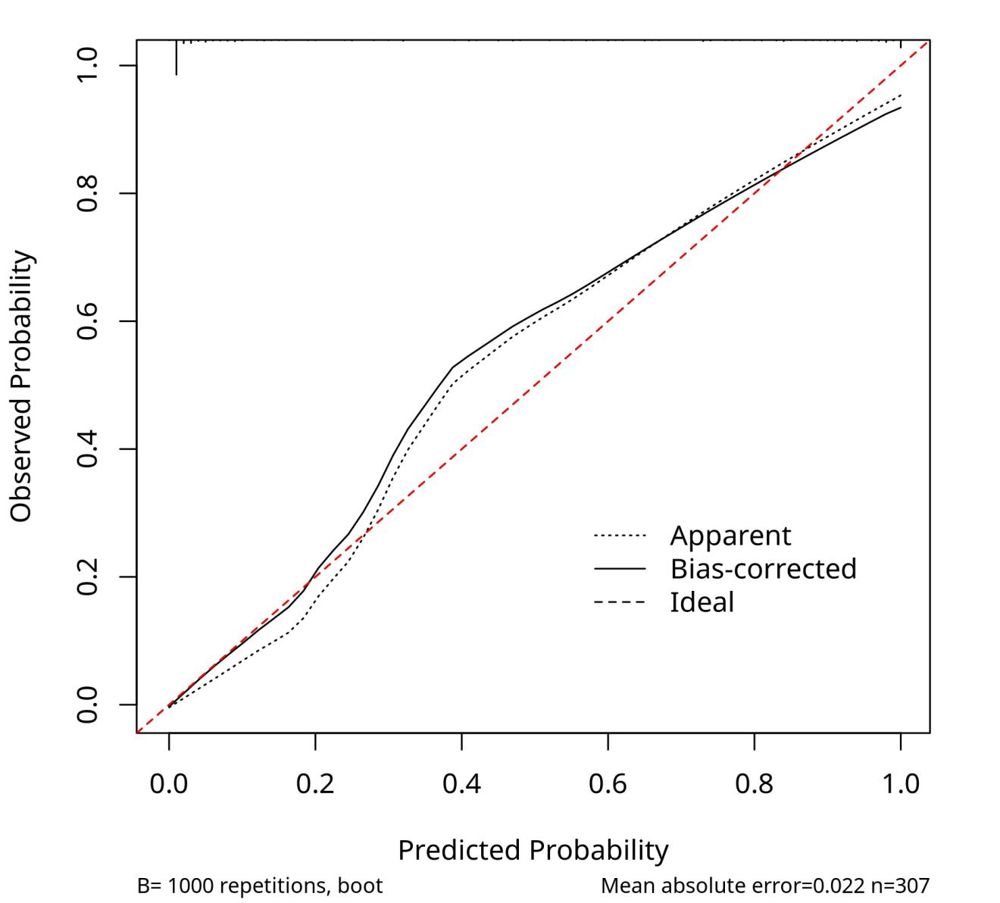 Observed Probability
1.0
0.8
0.6
0.4
0.2
0.0
Apparent
Bias-corrected
Ideal
0.0 0.2 0.4 0.6 0.8 1.0
Predicted Probability
B= 1000 repetitions, boot
Mean absolute error=0.022 n=307